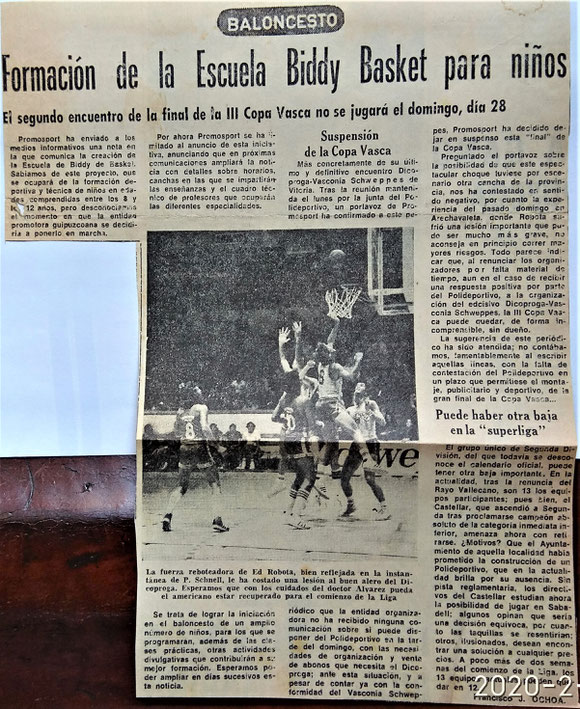 BALONCESTO
Formación de la Escuela Biddy Basket para niños
El segundo encuentro de la final de la III Copa Vasca no se jugará el domingo, día 28
Promosport ha enviado a los
medios informativos una nota en
la que comunica la creación de
la Escuela de Biddy de Basket.
Sabíamos de este proyecto, que
se ocupará de la formación de-
portiva y técnica de niños en eda-
des comprendidas entre los 8 y
12 años, pero desconocíamos
momento en que la entidad
promotora guipuzcoana se decidi-
ría a ponerlo en marcha.
Por ahora Promosport se ha li-
mitado al anuncio de esta inicia-
tiva, anunciando que en próximas
comunicaciones ampliará la noti-
cia con detalles sobre horarios,
canchas en las que se impartirán
las enseñanzas y el cuadro técni-
co de profesores que ocuparán
las diferentes especialidades.
Suspensión
de la Copa Vasca
Más concretamente de su últi-
mo y definitivo encuentro Dico-
proga-Vasconia Schweppes de
Vitoria. Tras la reunión manteni-
da el lunes por la junta del Po-
lideportivo, un portavoz de Pro-
mosport ha confirmado a este pe-
La fuerza reboteadora de Ed Robota, bien reflejada en la instan-
tánea de P. Schnell, le ha costado una lesión al buen alero del Di-
coproga. Esperamos que con los cuidados del doctor Alvarez pueda
el americano estar recuperado para el comienzo de la Liga
Se trata de lograr la iniciación
en el baloncesto de un amplio
número de niños, para los que se
programarán, además de las cla-
ses prácticas, otras actividades
divulgativas que contribuirán a su
mejor formación. Esperamos po-
der ampliar en días sucesivos es-
ta noticia.
riódico que la entidad organiza-
dora no ha recibido ninguna co-
municación sobre si puede dis-
poner del Polideportivo en la tar-
de del domingo, con las necesi-
dades de organización y venta
de abonos que necesita el Dico-
proga; ante esta situación, y a
pesar de contar ya con la con-
formidad del Vasconia Schwep-
pes, Promosport ha decidido de-
jar en suspenso esta "final" de
la Copa Vasca.
Preguntado el portavoz sobre
la posibilidad de que este espec-
tacular choque tuviese por esce-
nario otra cancha de la provin-
cia, nos ha contestado en senti-
do negativo, por cuanto la expe-
riencia del pasado domingo en
Arechavaleta, donde Robota su-
frió una lesión importante que pu-
do ser mucho más grave, no
aconseja en principio correr ma-
yores riesgos. Todo parece indi-
car que, al renunciar los organi-
zadores por falta material de
tiempo, aun en el caso de recibir
una respuesta positiva por parte
del Polideportivo, a la organiza-
ción del edcisivo Dicoproga-Vas-
conia Schweppes, la III Copa Vas-
ca puede quedar, de forma in-
comprensible, sin dueño.
La sugerencia de este periódi-
co ha sido atendida; no contába-
mos, lamentablemente al escribir
aquellas líneas, con la falta de
contestación del Polideportivo en
un plazo que permitiese el monta-
je, publicitario y deportivo, de la
gran final de la Copa Vasca...
Puede haber otra baja
en la "superliga"
El grupo único de Segunda Di-
visión, del que todavía se desco-
noce el calendario oficial, puede
tener otra baja importante. En la
actualidad, tras la renuncia del
Rayo Vallecano, son 13 los equi-
pos participantes; pues bien, el
Castellar, que ascendió a Segun-
da tras proclamarse campeón ab-
soluto de la categoría inmediata in-
ferior, amenaza ahora con reti-
rarse. ¿Motivos? Que el Ayunta-
miento de aquella localidad había
prometido la construcción de un
Polideportivo, que en la actuali-
dad brilla por su ausencia. Sin
pista reglamentaria, los directi-
vos del Castellar estudian ahora
la posibilidad de jugar en Saba-
dell; algunos opinan que sería
una decisión equívoca, por cuan-
to las taquillas se resentirían;
otros, ilusionados, desean encon-
trar una solución a cualquier pre-
cio. A poco más de dos sema-
nas del comienzo de la Liga, los
13 equipos
dar en 12.
Francisco J. OCHOA.